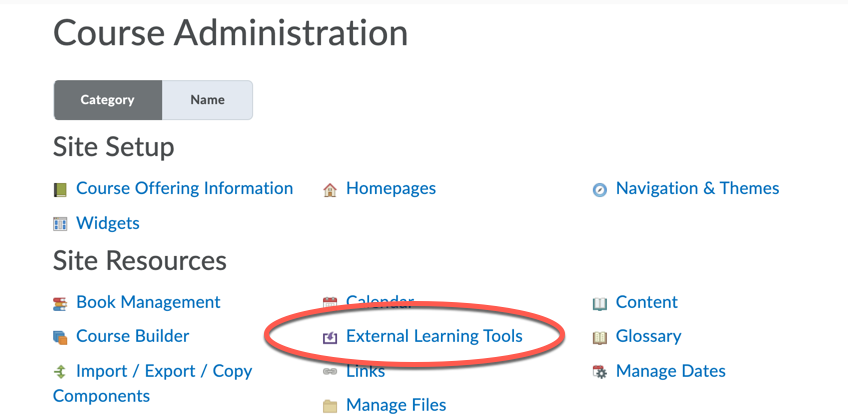 Course Administration
Category Name
Site Setup
Course Offering Information Homepages Navigation & Themes
Widgets
Site Resources
Book Management Calendar Content
Course Builder External Learning Tools Glossary
Import / Export / Copy Links Manage Dates
Components
Manage Files